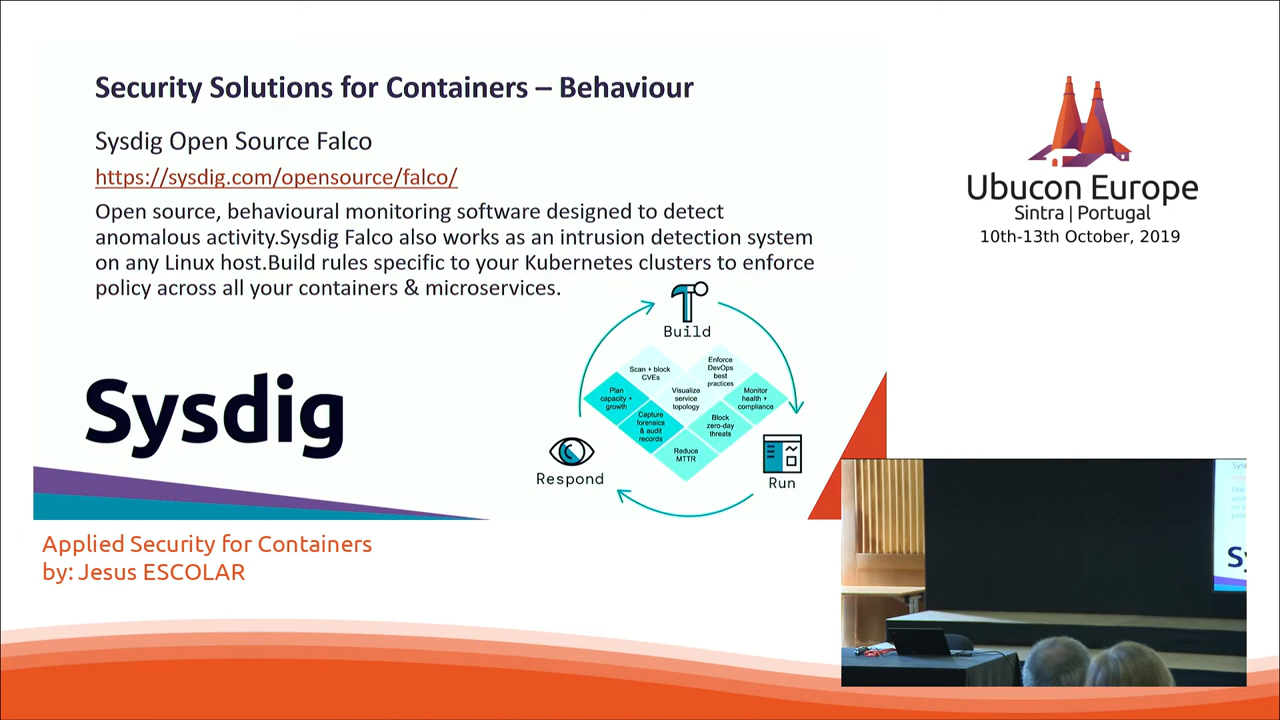 Security Solutions for Containers – Behaviour
Sysdig Open Source Falco
https://sysdig.com/opensource/falco/
Open source, behavioural monitoring software designed to detect
anomalous activity.Sysdig Falco also works as an intrusion detection system
on any Linux host.Build rules specific to your Kubernetes clusters to enforce
policy across all your containers & microservices.
Build
Scan + block
CVEs
Enforce
DevOps
best
practices
Plan
capacity +
growth
Visualize
service
topology
Monitor
health +
compliance
Capture
forensics
& audit
records
Block
zero-day
threats
Reduce
MTTR
Respond
Run
Sysdig
Applied Security for Containers
by: Jesus ESCOLAR
Ubucon Europe
Sintra | Portugal
10th-13th October, 2019